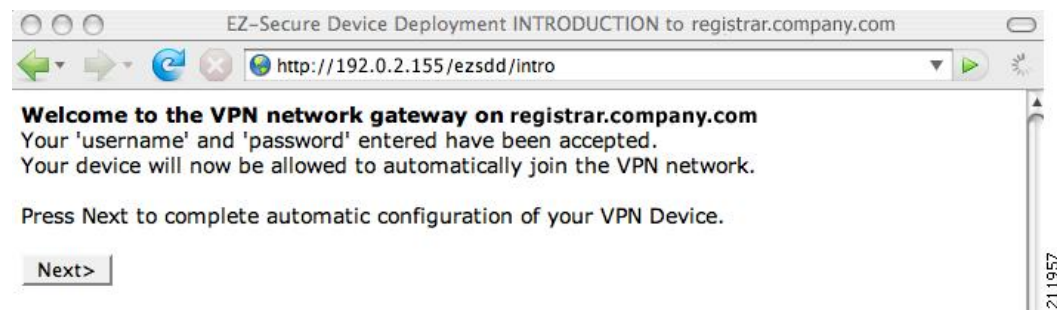 EZ-Secure Device Deployment INTRODUCTION to registrar.company.com
http://192.0.2.155/ezsdd/intro
Welcome to the VPN network gateway on registrar.company.com
Your 'username' and 'password' entered have been accepted.
Your device will now be allowed to automatically join the VPN network.
Press Next to complete automatic configuration of your VPN Device.
Next>
211957